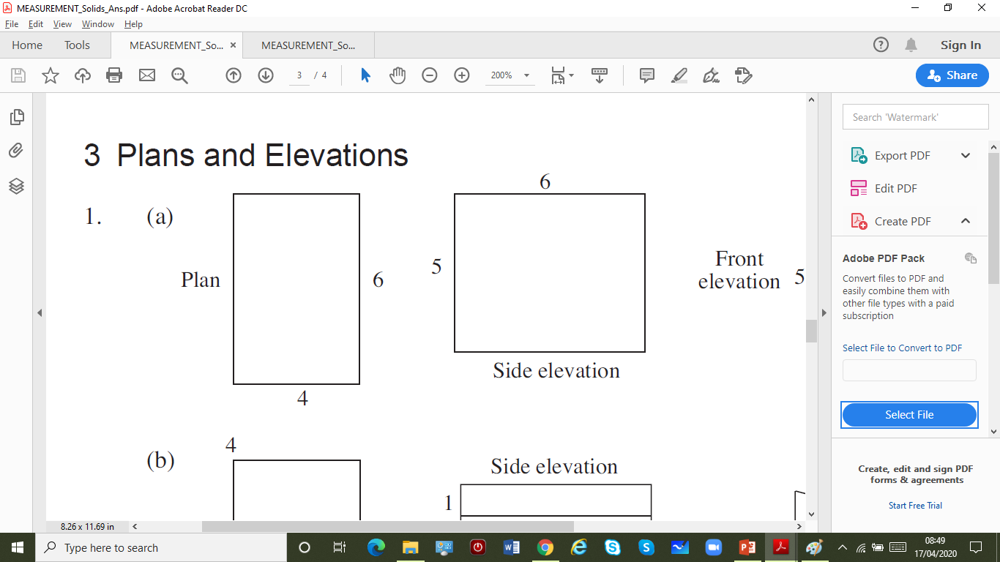 MEASUREMENT_Solids_Ans.pdf - Adobe Acrobat Reader DC
File Edit View Window Help
Home Tools MEASUREMENT_So... × MEASUREMENT_So... Sign In
3 / 4 200% Share
3 Plans and Elevations
1. (a)
Plan
6
4
6
5
Side elevation
Front
elevation 5
(b)
4
Side elevation
1
8.26 x 11.69 in
Search 'Watermark'
Export PDF
Edit PDF
Create PDF
Adobe PDF Pack
Convert files to PDF and
easily combine them with
other file types with a paid
subscription
Select File to Convert to PDF
Select File
Create, edit and sign PDF
forms & agreements
Start Free Trial
Type here to search
08:49
17/04/2020